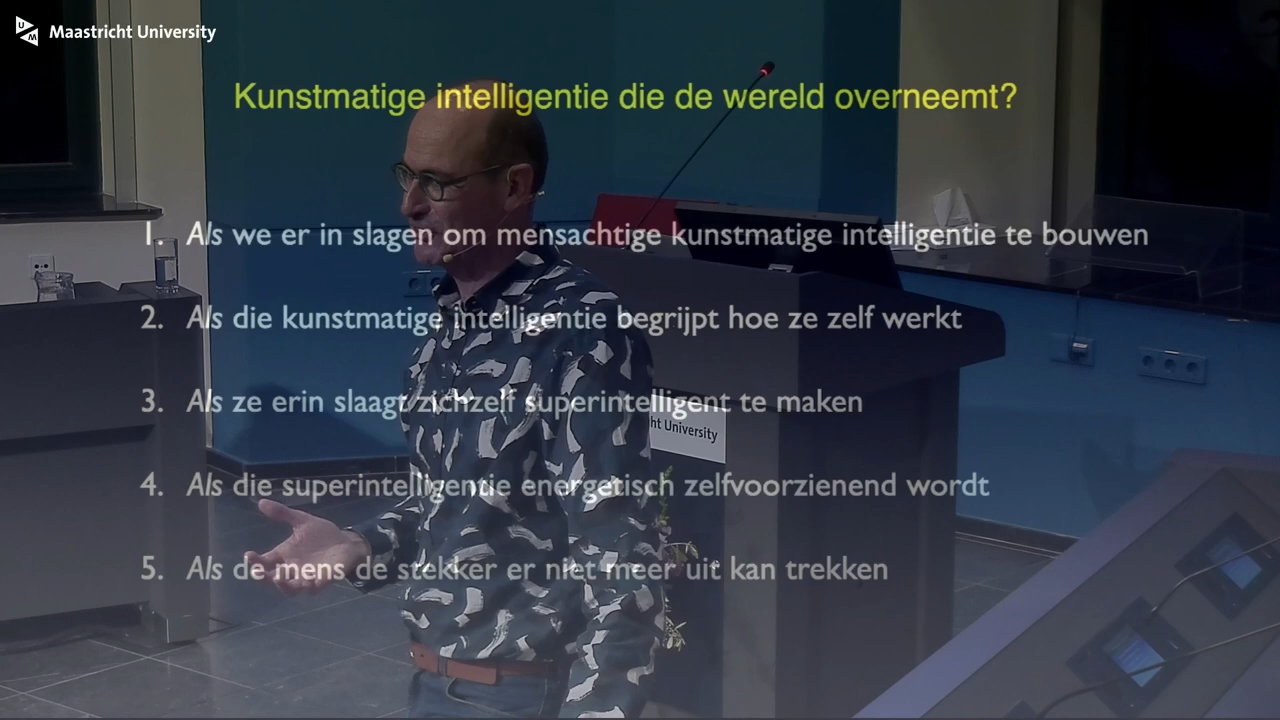 UM Maastricht University
Kunstmatige intelligentie die de wereld overneemt?
1. Als we er in slagen om mensachtige kunstmatige intelligentie te bouwen
2. Als die kunstmatige intelligentie begrijpt hoe ze zelf werkt
3. Als ze erin slaagt zichzelf superintelligent te maken
ht University
4. Als die superintelligentie energetisch zelfvoorzienend wordt
5. Als de mens de stekker er niet meer uit kan trekken